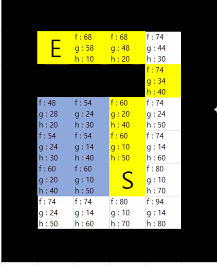 f : 68 f : 68 f : 74
E g : 58 g : 48 g : 44
h : 10 h : 20 h : 30
f : 74
g : 34
h : 40
f : 48 f : 54 f : 60 f : 74
g : 28 g : 24 g : 20 g : 24
h : 20 h : 30 h : 40 h : 50
f : 54 f : 54 f : 60 f : 74
g : 24 g : 14 g : 10 g : 14
h : 30 h : 40 h : 50 h : 60
f : 60 f : 60 f : 80
g : 20 g : 10 S g : 10
h : 40 h : 50 h : 70
f : 74 f : 74 f : 80 f : 94
g : 24 g : 14 g : 10 g : 14
h : 50 h : 60 h : 70 h : 80